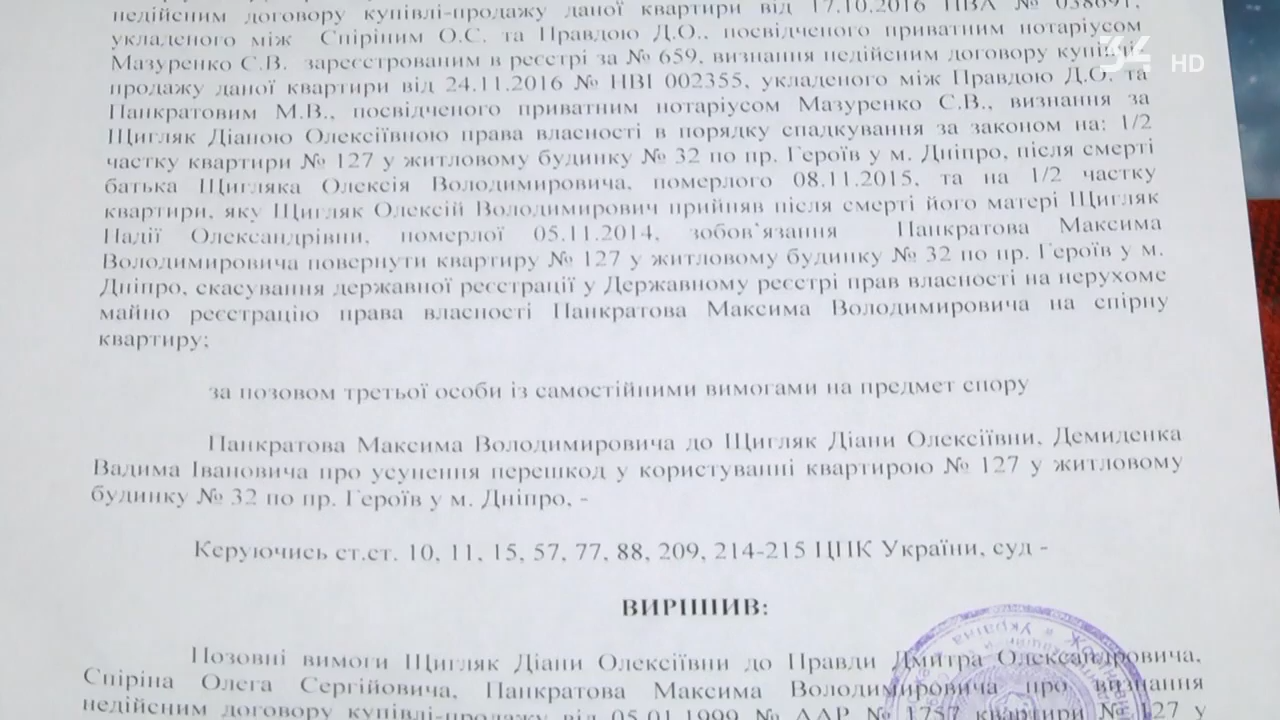 недійсним договору купівлі-продажу даної квартири від 17.10.2016 НВА № 038691,
укладеного між Спіріним О.С. та Правдою Д.О., посвідченого приватним нотаріусом
Мазуренко С.В. зареєстрованим в реєстрі за № 659, визнання недійсним договору купівлі-
продажу даної квартири від 24.11.2016 № НВІ 002355, укладеного між Правдою Д.О. та
Панкратовим М.В., посвідченого приватним нотаріусом Мазуренко С.В., визнання за
Щигляк Діаною Олексіївною права власності в порядку спадкування за законом на: 1/2
частку квартири № 127 у житловому будинку № 32 по пр. Героїв у м. Дніпро, після смерті
батька Щигляка Олексія Володимировича, померлого 08.11.2015, та на 1/2 частку
квартири, яку Щигляк Олексій Володимирович прийняв після смерті його матері Щигляк
Надії Олександрівни, померлої 05.11.2014, зобов`язання Панкратова Максима
Володимировича повернути квартиру № 127 у житловому будинку № 32 по пр. Героїв у м.
Дніпро, скасування державної реєстрації у Державному реєстрі прав власності на нерухоме
майно реєстрацію права власності Панкратова Максима Володимировича на спірну
квартиру;
за позовом третьої особи із самостійними вимогами на предмет спору
Панкратова Максима Володимировича до Щигляк Діани Олексіївни, Демиденка
Вадима Івановича про усунення перешкод у користуванні квартирою № 127 у житловому
будинку № 32 по пр. Героїв у м. Дніпро, -
Керуючись ст.ст. 10, 11, 15, 57, 77, 88, 209, 214-215 ЦПК України, суд -
ВИРІШИВ:
Позовні вимоги Щигляк Діани Олексіївни до Правди Дмитра Олександровича,
Спіріна Олега Сергійовича, Панкратова Максима Володимировича про визнання
недійсним договору купівлі-продажу від 05.01.1999 № ААР № 1757 квартири № 127 у
34 HD